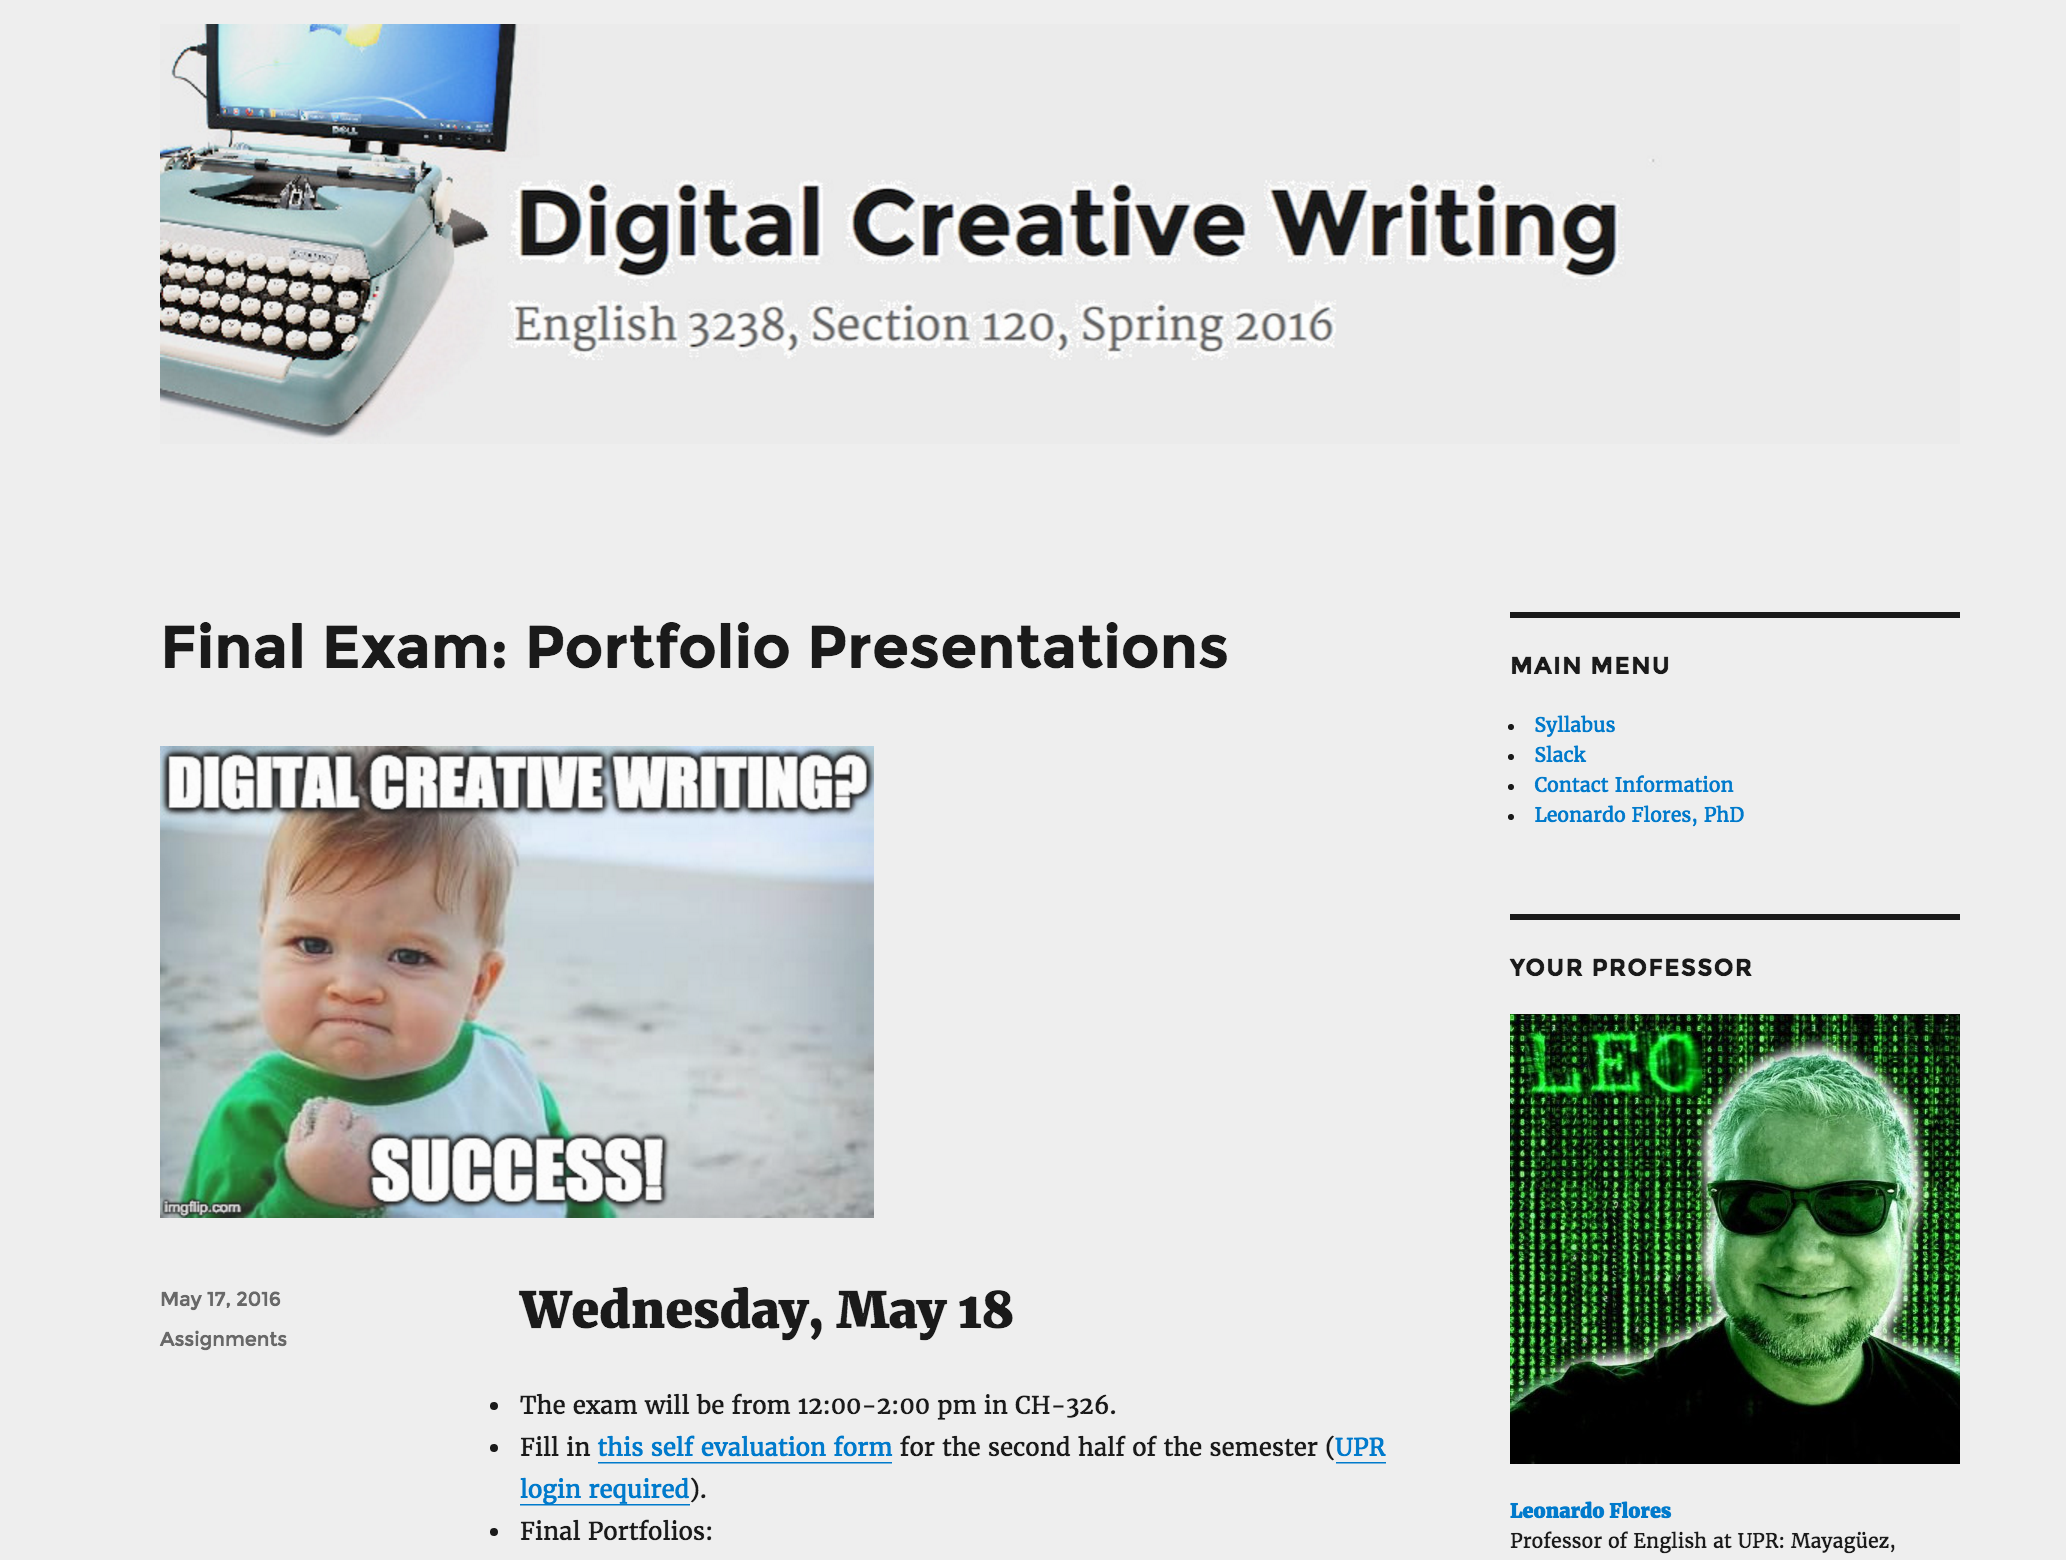 DELL
Digital Creative Writing
English 3238, Section 120, Spring 2016
Final Exam: Portfolio Presentations
DIGITAL CREATIVE WRITING?
SUCCESS!
imgflip.com
May 17, 2016
Assignments
Wednesday, May 18
• The exam will be from 12:00-2:00 pm in CH-326.
• Fill in this self evaluation form for the second half of the semester (UPR
login required).
• Final Portfolios:
MAIN MENU
• Syllabus
• Slack
• Contact Information
• Leonardo Flores, PhD
YOUR PROFESSOR
LEO
Leonardo Flores
Professor of English at UPR: Mayagüez,